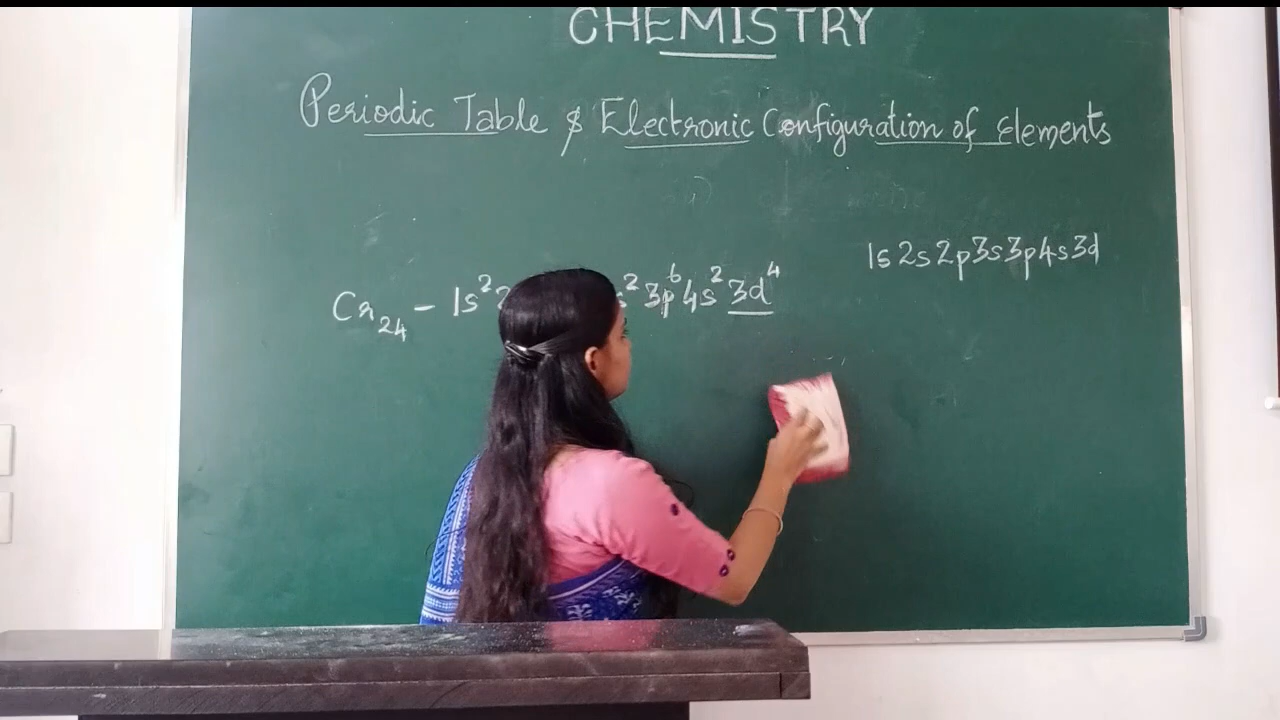 CHEMISTRY
Periodic Table & Electronic Configuration of Elements
1s 2s 2p 3s 3p 4s 3d
Cr₂₄ - 1s² 2 s² 3p⁶ 4s² 3d⁴